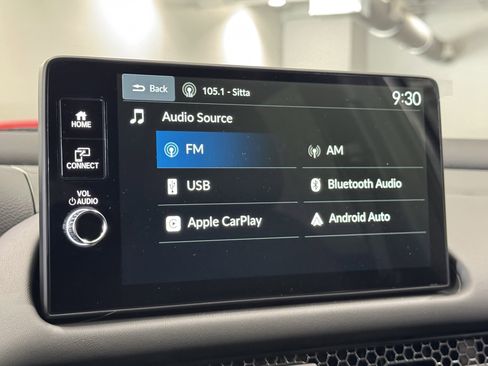 Back 105.1 - Sitta
9:30
HOME
Audio Source
FM AM
CONNECT
USB Bluetooth Audio
VOL
AUDIO
Apple CarPlay Android Auto